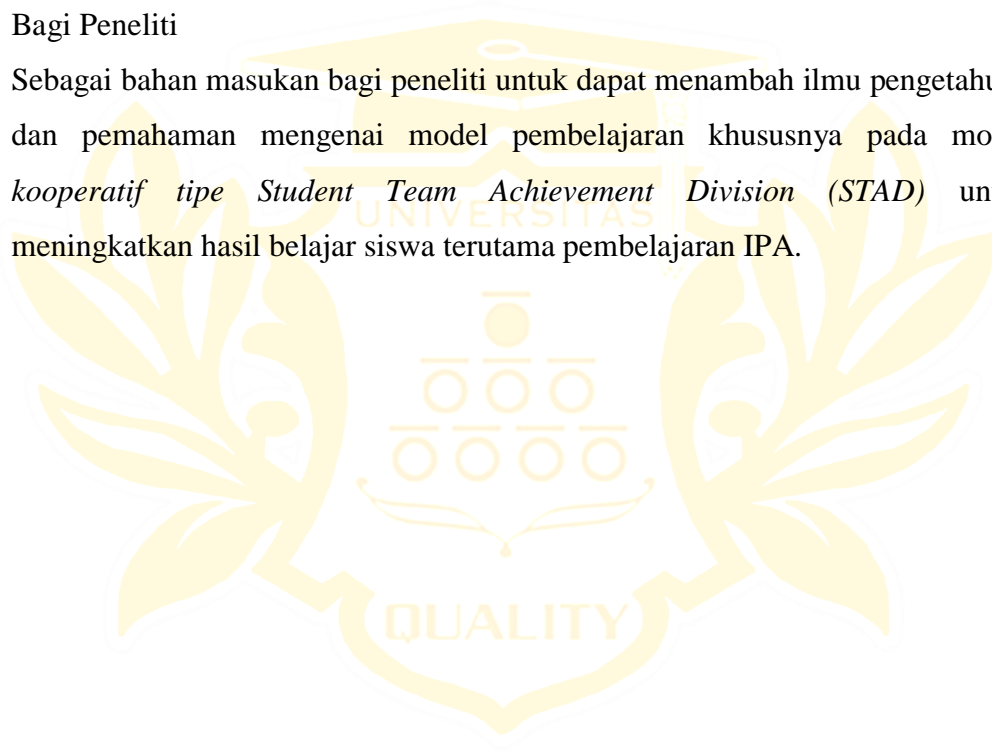 Bagi Peneliti
Sebagai bahan masukan bagi peneliti untuk dapat menambah ilmu pengetahu
dan pemahaman mengenai model pembelajaran khususnya pada mo
kooperatif tipe Student Team Achievement Division (STAD) un
UNIVERSITAS
meningkatkan hasil belajar siswa terutama pembelajaran IPA.
QUALITY